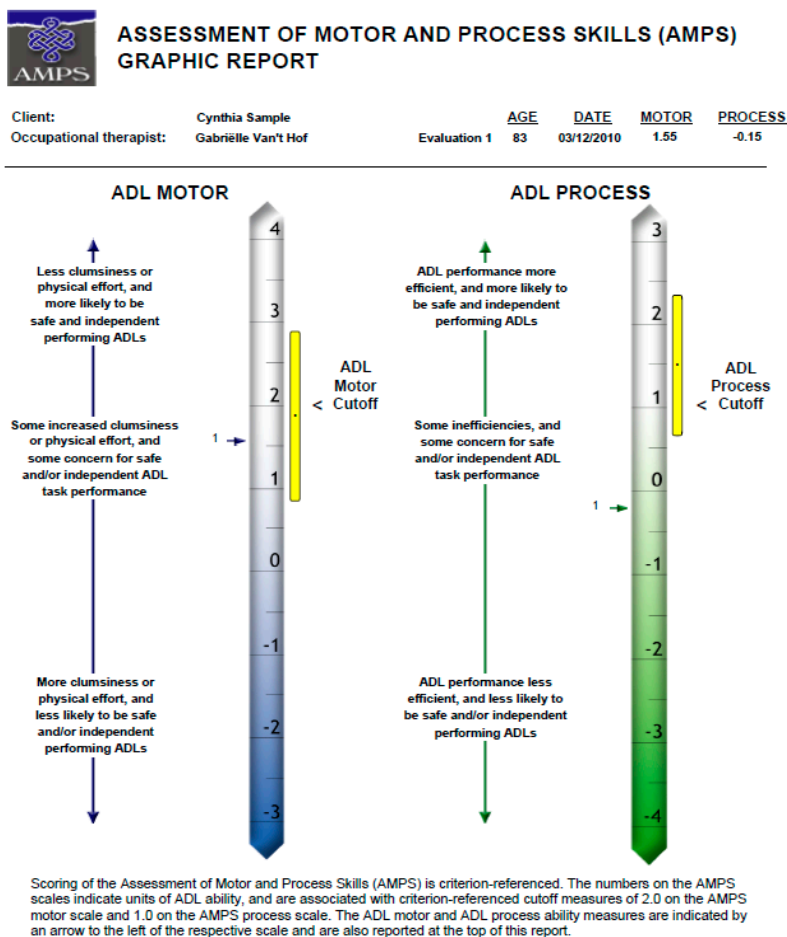 AMPS
ASSESSMENT OF MOTOR AND PROCESS SKILLS (AMPS)
GRAPHIC REPORT
Client: Cynthia Sample AGE DATE MOTOR PROCESS
Occupational therapist: Gabriëlle Van't Hof Evaluation 1 83 03/12/2010 1.55 -0.15
ADL MOTOR
4
3
2
1
0
-1
-2
-3
Less clumsiness or
physical effort, and
more likely to be
safe and independent
performing ADLs
Some increased clumsiness
or physical effort, and
some concern for safe
and/or independent ADL
task performance
More clumsiness or
physical effort, and
less likely to be safe
and/or independent
performing ADLs
1
ADL
Motor
< Cutoff
ADL PROCESS
3
2
1
0
-1
-2
-3
-4
ADL performance more
efficient, and more likely to
be safe and independent
performing ADLs
Some inefficiencies, and
some concern for safe
and/or independent ADL
task performance
ADL performance less
efficient, and less likely to
be safe and/or independent
performing ADLs
1
ADL
Process
< Cutoff
Scoring of the Assessment of Motor and Process Skills (AMPS) is criterion-referenced. The numbers on the AMPS
scales indicate units of ADL ability, and are associated with criterion-referenced cutoff measures of 2.0 on the AMPS
motor scale and 1.0 on the AMPS process scale. The ADL motor and ADL process ability measures are indicated by
an arrow to the left of the respective scale and are also reported at the top of this report.